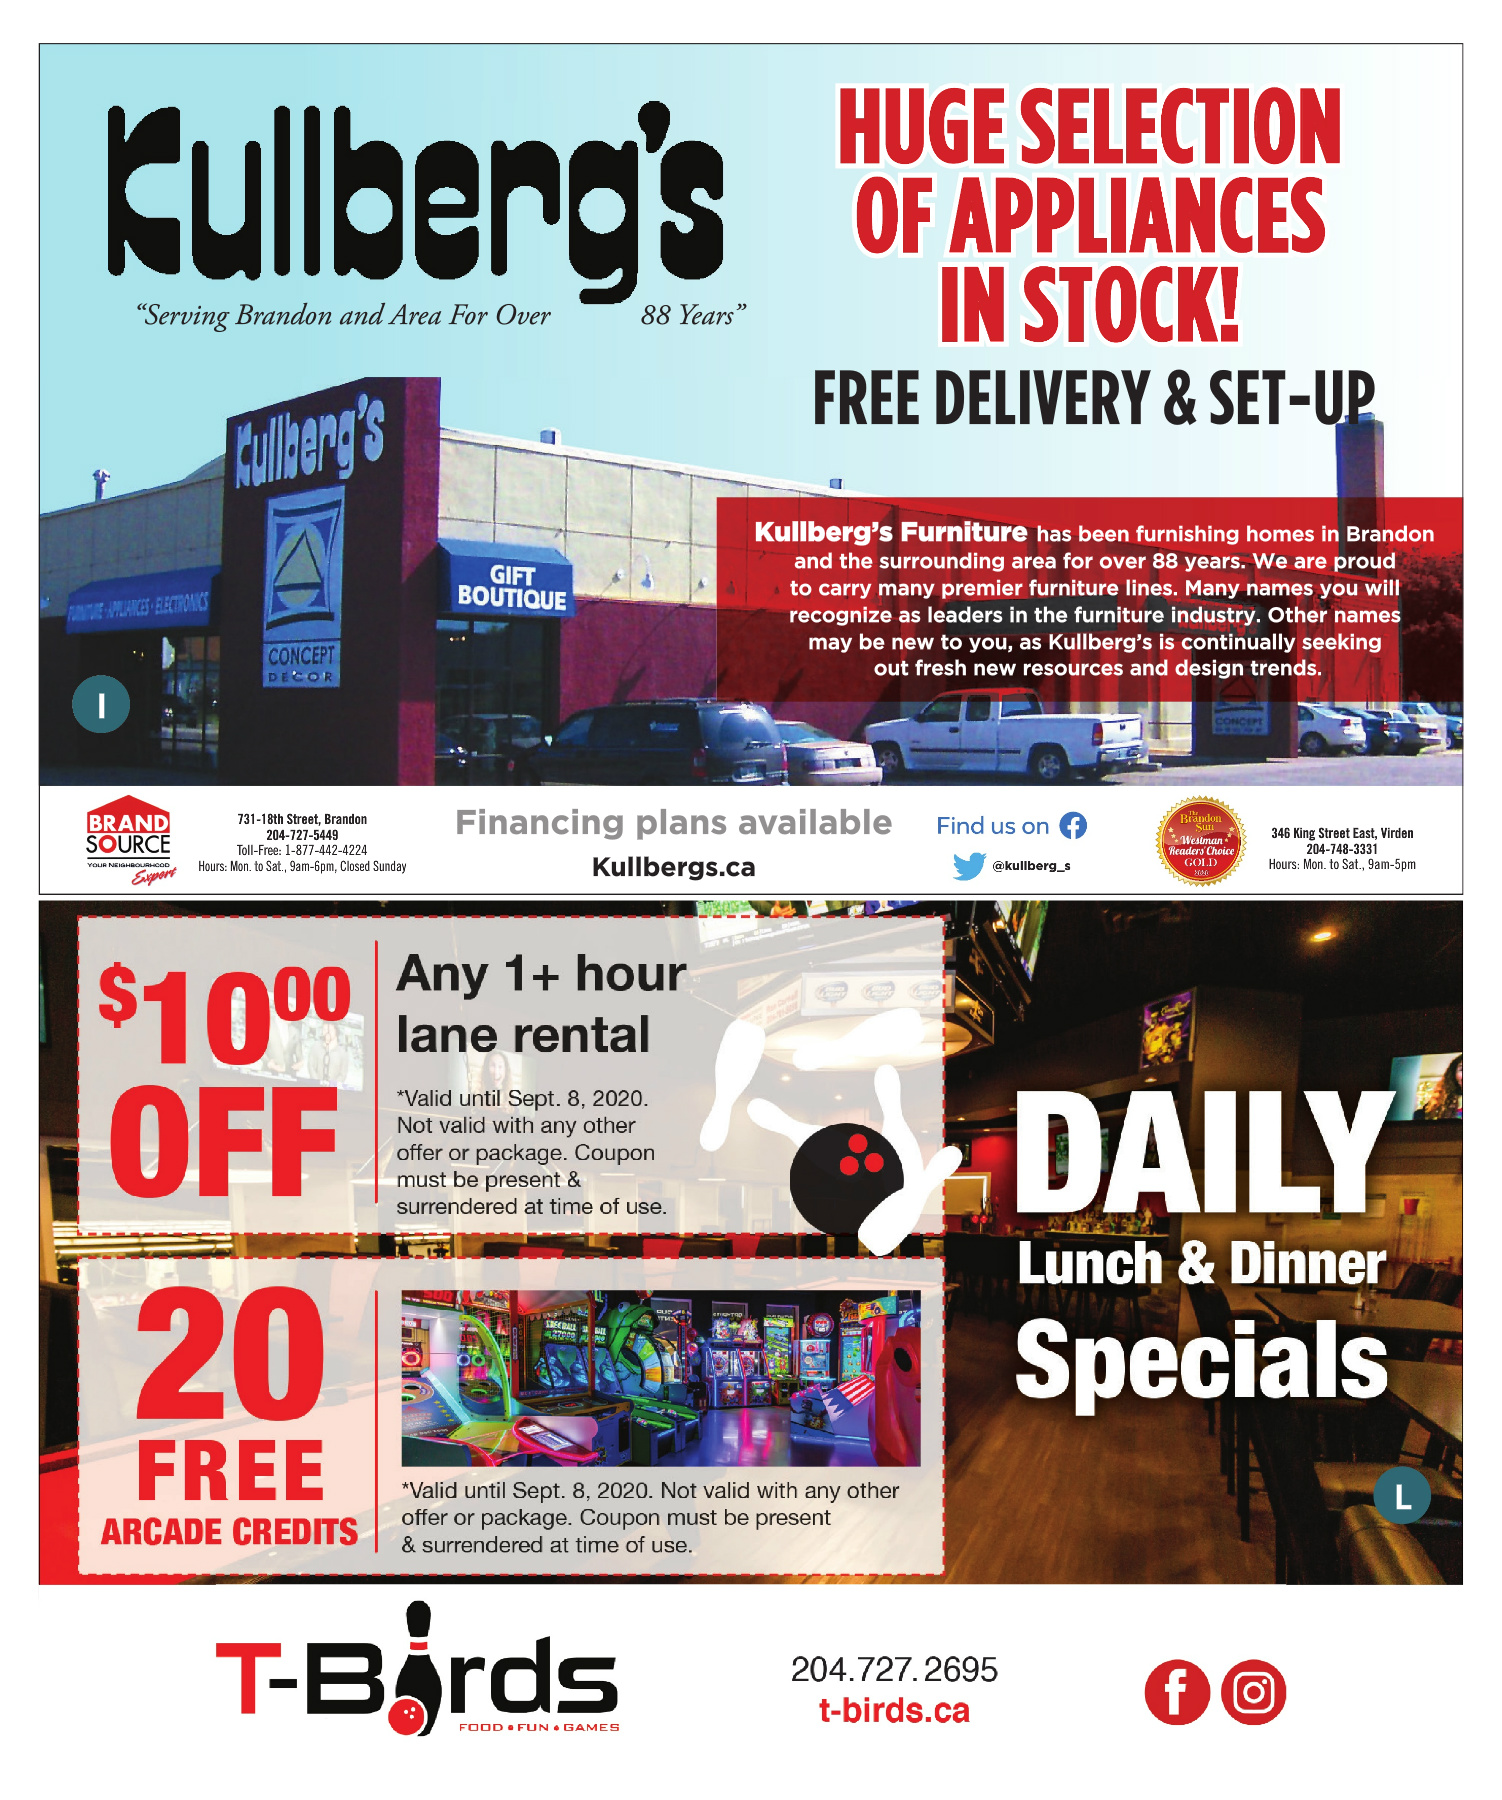 Kullberg's
“Serving Brandon and Area For Over 88 Years”
HUGE SELECTION
OF APPLIANCES
IN STOCK!
FREE DELIVERY & SET-UP
Kullberg's
GIFT
BOUTIQUE
FURNITURE · APPLIANCES · ELECTRONICS
CONCEPT
DECOR
Kullberg's Furniture has been furnishing homes in Brandon
and the surrounding area for over 88 years. We are proud
to carry many premier furniture lines. Many names you will
recognize as leaders in the furniture industry. Other names
may be new to you, as Kullberg's is continually seeking
out fresh new resources and design trends.
CONCEPT
I
BRAND
SOURCE
YOUR NEIGHBOURHOOD
Expert
731-18th Street, Brandon
204-727-5449
Toll-Free: 1-877-442-4224
Hours: Mon. to Sat., 9am-6pm, Closed Sunday
Financing plans available
Kullbergs.ca
Find us on
@kullberg_s
The
Brandon
Sun
Westman
Readers' Choice
GOLD
2020
346 King Street East, Virden
204-748-3331
Hours: Mon. to Sat., 9am-5pm
$10.00
OFF
Any 1+ hour
lane rental
*Valid until Sept. 8, 2020.
Not valid with any other
offer or package. Coupon
must be present &
surrendered at time of use.
20
FREE
ARCADE CREDITS
*Valid until Sept. 8, 2020. Not valid with any other
offer or package. Coupon must be present
& surrendered at time of use.
DAILY
Lunch & Dinner
Specials
L
T-Birds
FOOD • FUN • GAMES
204.727.2695
t-birds.ca